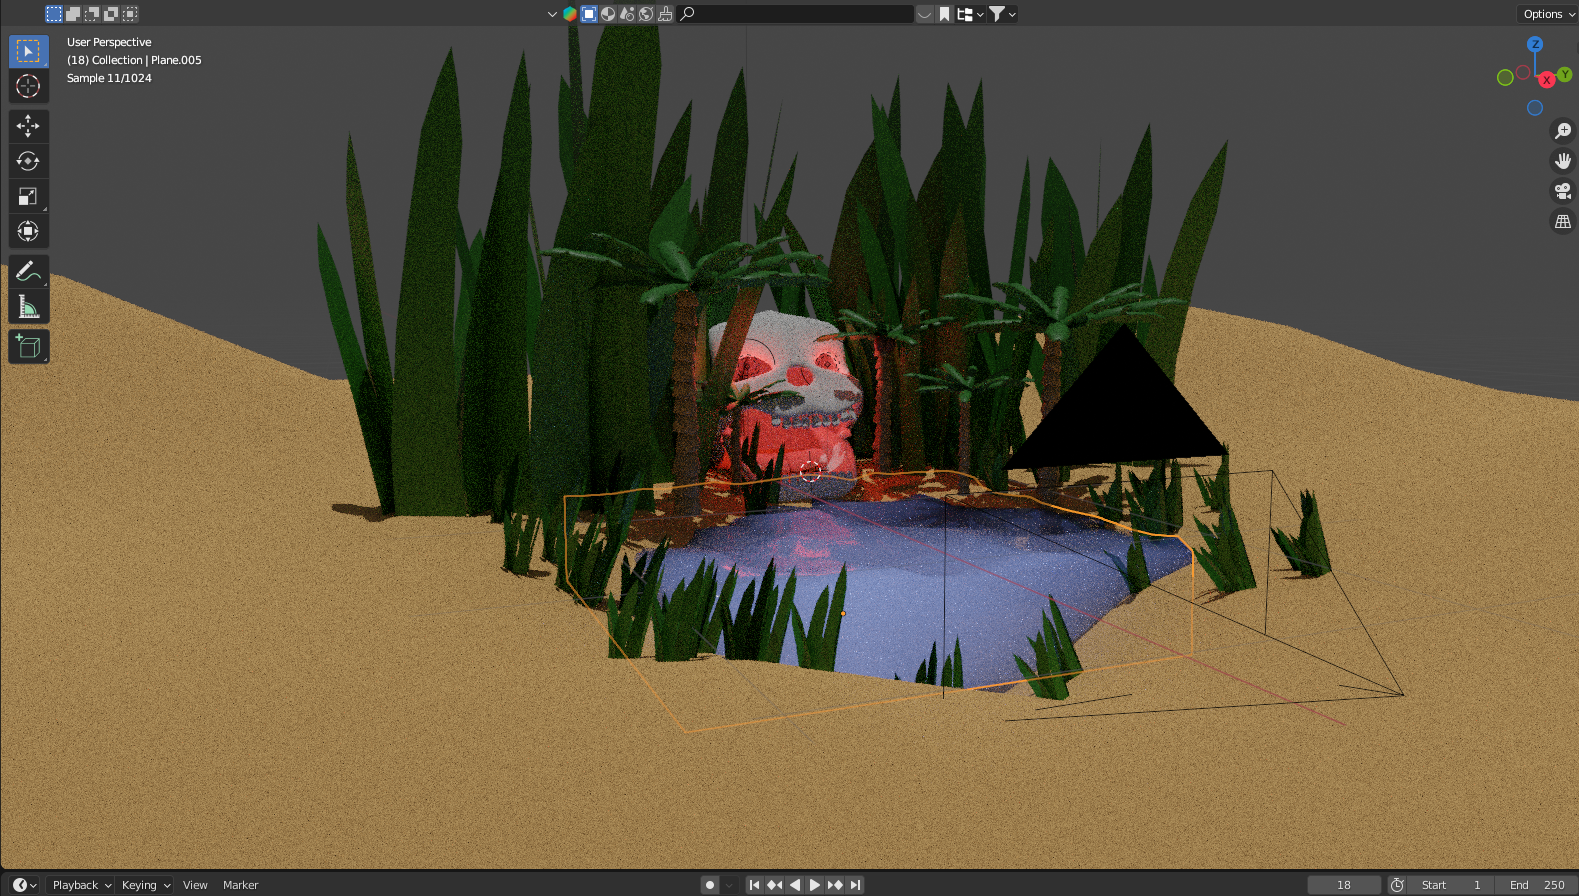 Options
User Perspective
(18) Collection | Plane.005
Sample 11/1024
Z
Y
X
Playback
Keying
View
Marker
18
Start
1
End
250